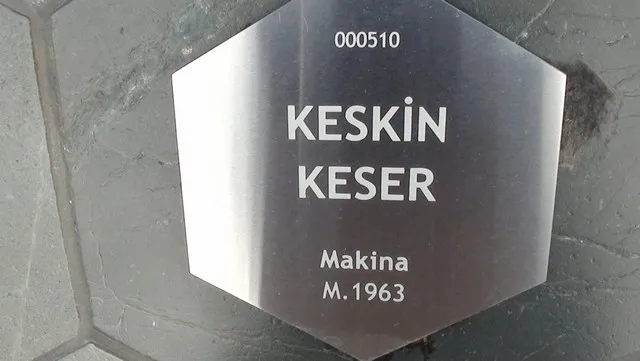 000510
KESKİN
KESER
Makina
M.1963